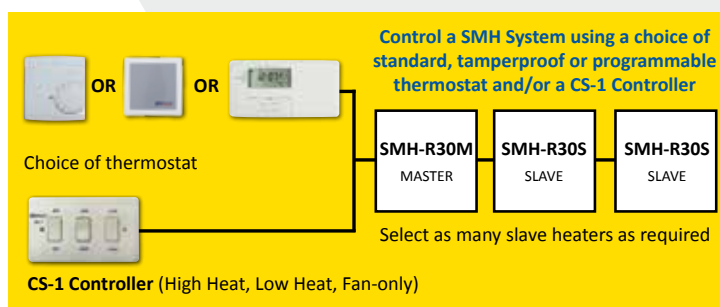 Control a SMH System using a choice of
standard, tamperproof or programmable
thermostat and/or a CS-1 Controller
OR OR
Choice of thermostat
SMH-R30M SMH-R30S SMH-R30S
MASTER SLAVE SLAVE
Select as many slave heaters as required
CS-1 Controller (High Heat, Low Heat, Fan-only)